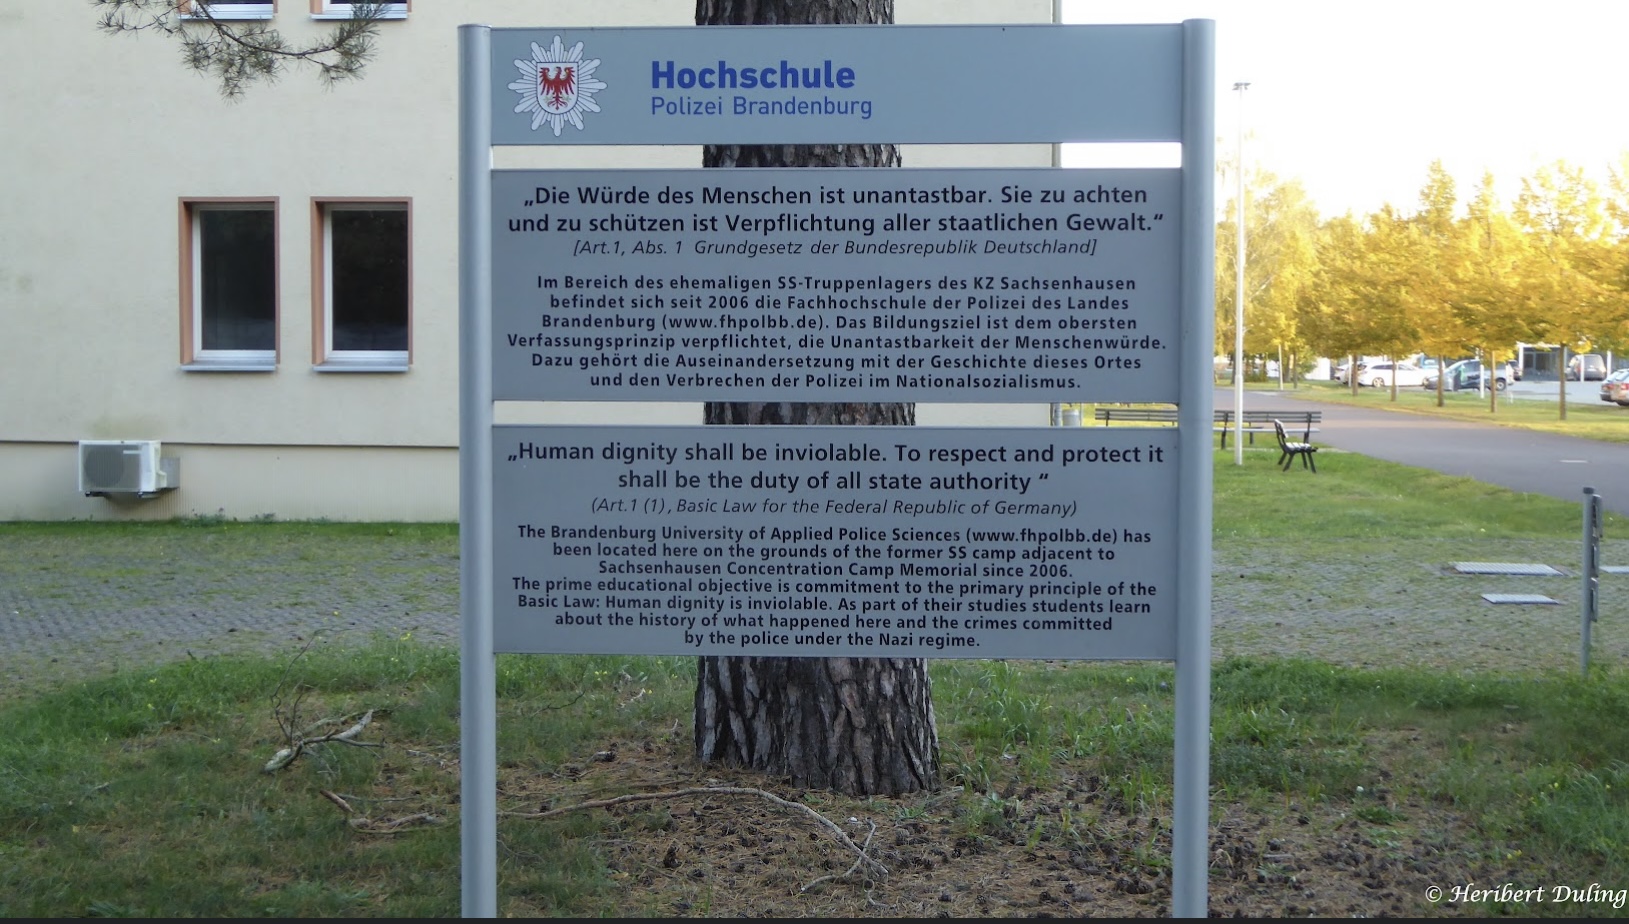 Hochschule
Polizei Brandenburg
„Die Würde des Menschen ist unantastbar. Sie zu achten
und zu schützen ist Verpflichtung aller staatlichen Gewalt.“
[Art.1, Abs. 1 Grundgesetz der Bundesrepublik Deutschland]
Im Bereich des ehemaligen SS-Truppenlagers des KZ Sachsenhausen
befindet sich seit 2006 die Fachhochschule der Polizei des Landes
Brandenburg (www.fhpolbb.de). Das Bildungsziel ist dem obersten
Verfassungsprinzip verpflichtet, die Unantastbarkeit der Menschenwürde.
Dazu gehört die Auseinandersetzung mit der Geschichte dieses Ortes
und den Verbrechen der Polizei im Nationalsozialismus.
„Human dignity shall be inviolable. To respect and protect it
shall be the duty of all state authority “
(Art.1 (1), Basic Law for the Federal Republic of Germany)
The Brandenburg University of Applied Police Sciences (www.fhpolbb.de) has
been located here on the grounds of the former SS camp adjacent to
Sachsenhausen Concentration Camp Memorial since 2006.
The prime educational objective is commitment to the primary principle of the
Basic Law: Human dignity is inviolable. As part of their studies students learn
about the history of what happened here and the crimes committed
by the police under the Nazi regime.
© Heribert Duling